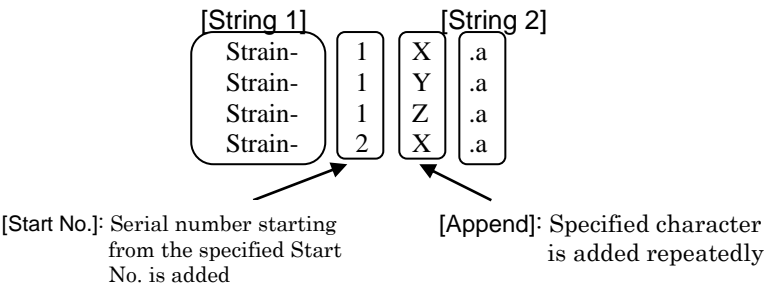 [String 1] [String 2]
Strain- 1 X .a
Strain- 1 Y .a
Strain- 1 Z .a
Strain- 2 X .a
[Start No.]: Serial number starting
from the specified Start
No. is added
[Append]: Specified character
is added repeatedly